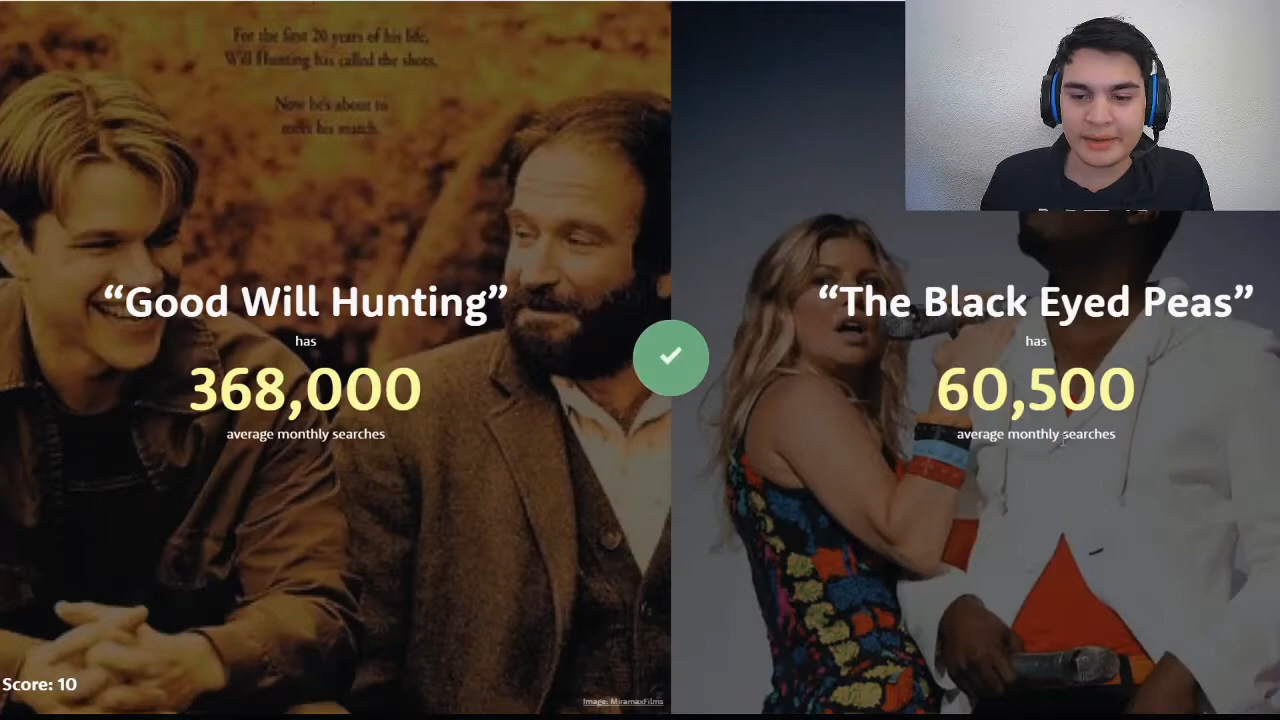 For the first 20 years of his life,
Will Hunting has called the shots.
Now he's about to
meet his match.
“Good Will Hunting”
has
368,000
average monthly searches
“The Black Eyed Peas”
has
60,500
average monthly searches
Score: 10
Image: MiramaxFilms